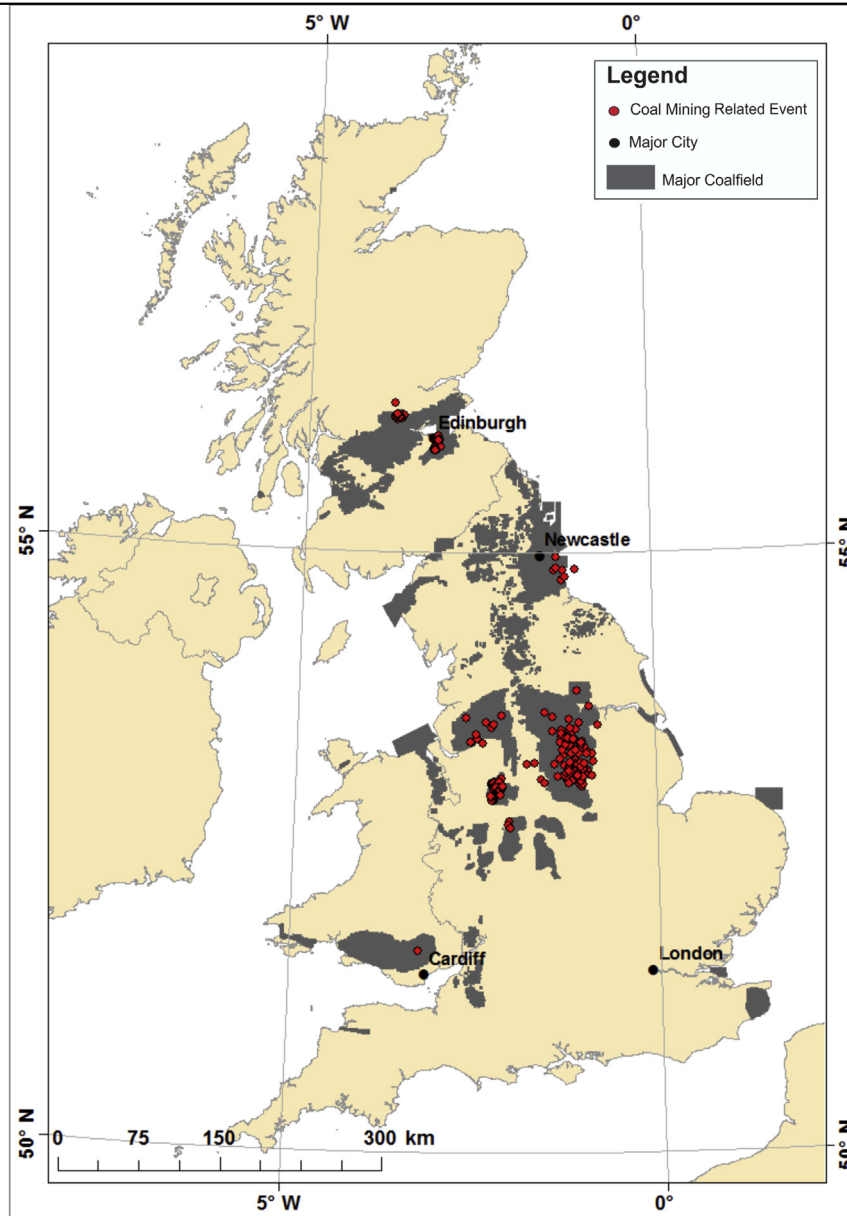 5° W 0°
Legend
Coal Mining Related Event
Major City
Major Coalfield
Edinburgh
55° N
Newcastle
55° N
Cardiff
London
50° N
0 75 150 300 km
50° N
5° W 0°